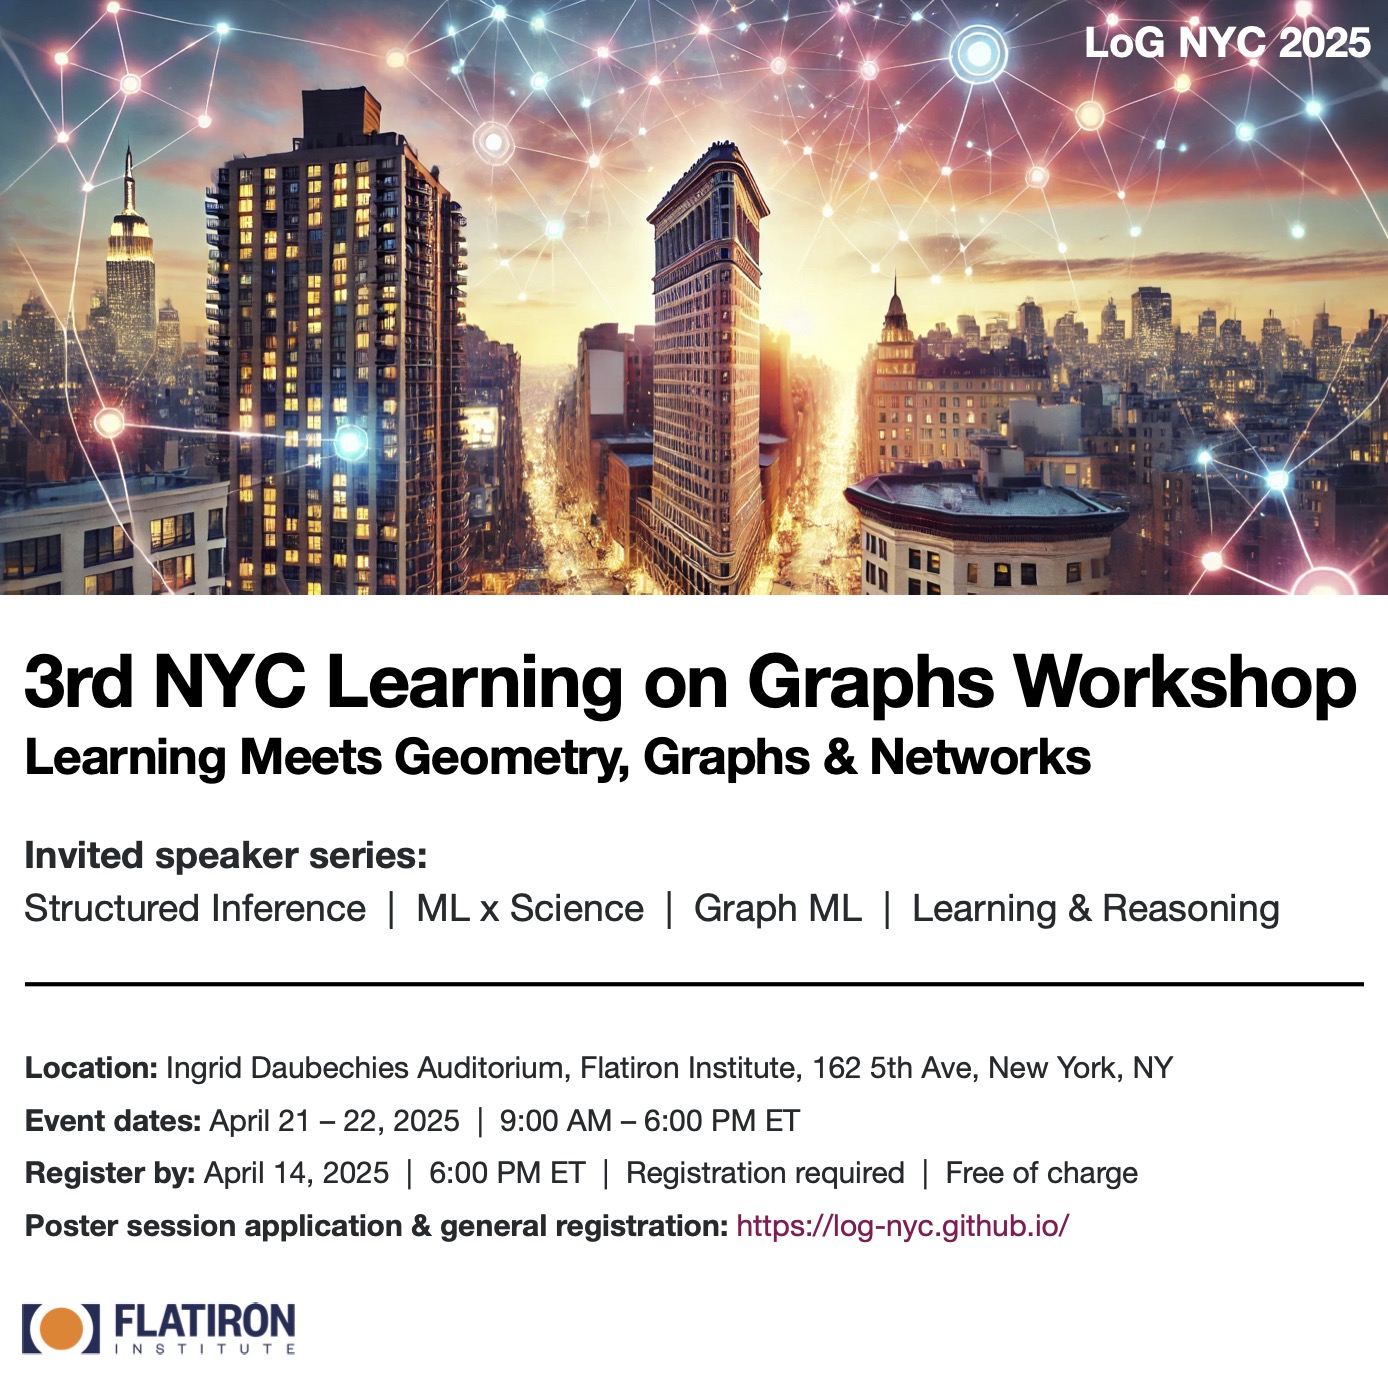 LoG NYC 2025
3rd NYC Learning on Graphs Workshop
Learning Meets Geometry, Graphs & Networks
Invited speaker series:
Structured Inference | ML x Science | Graph ML | Learning & Reasoning
Location: Ingrid Daubechies Auditorium, Flatiron Institute, 162 5th Ave, New York, NY
Event dates: April 21 – 22, 2025 | 9:00 AM – 6:00 PM ET
Register by: April 14, 2025 | 6:00 PM ET | Registration required | Free of charge
Poster session application & general registration: https://log-nyc.github.io/
FLATIRON
INSTITUTE